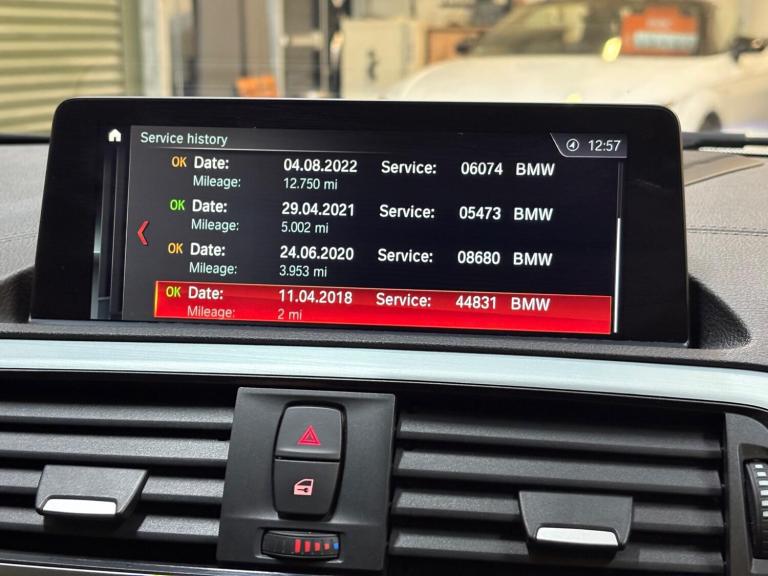 Service history 12:57
OK Date: 04.08.2022 Service: 06074 BMW
Mileage: 12.750 mi
OK Date: 29.04.2021 Service: 05473 BMW
Mileage: 5.002 mi
OK Date: 24.06.2020 Service: 08680 BMW
Mileage: 3.953 mi
OK Date: 11.04.2018 Service: 44831 BMW
Mileage: 2 mi